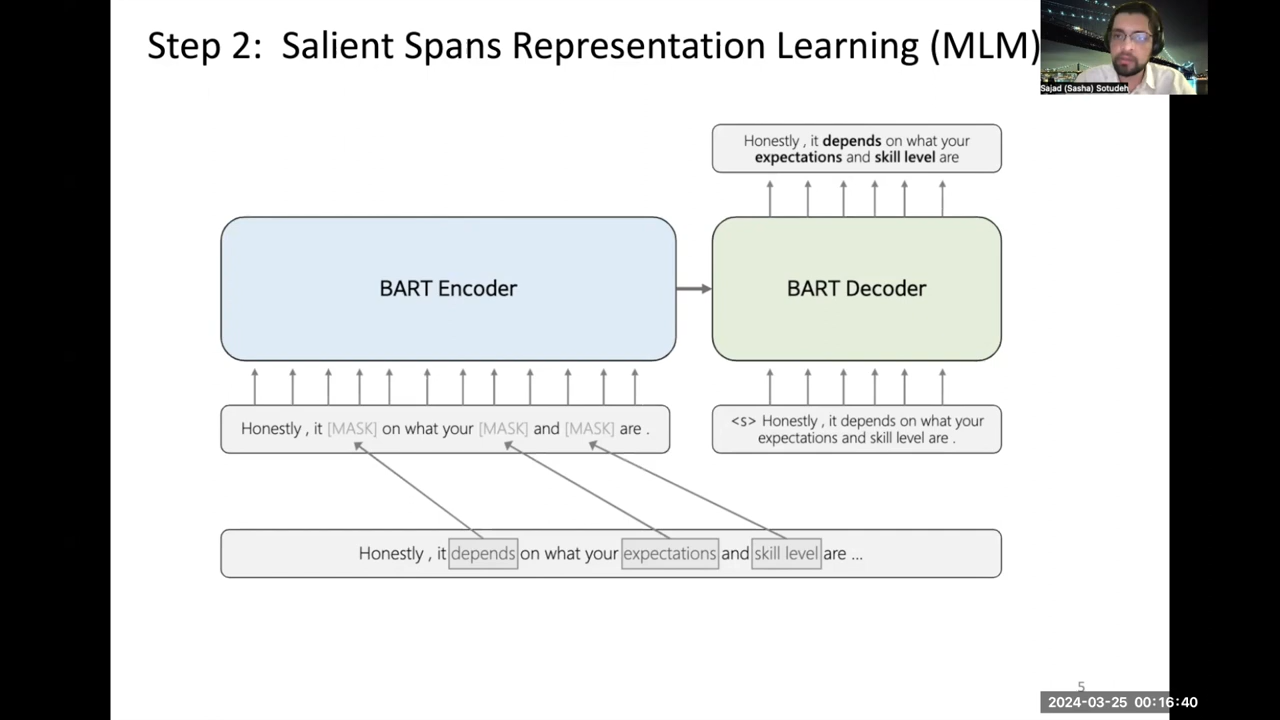 Step 2: Salient Spans Representation Learning (MLM)
Sajad (Sasha) Sotudeh
Honestly , it depends on what your
expectations and skill level are
BART Encoder
BART Decoder
Honestly , it [MASK] on what your [MASK] and [MASK] are .
<s> Honestly , it depends on what your
expectations and skill level are .
Honestly , it depends on what your expectations and skill level are ...
5
2024-03-25 00:16:40